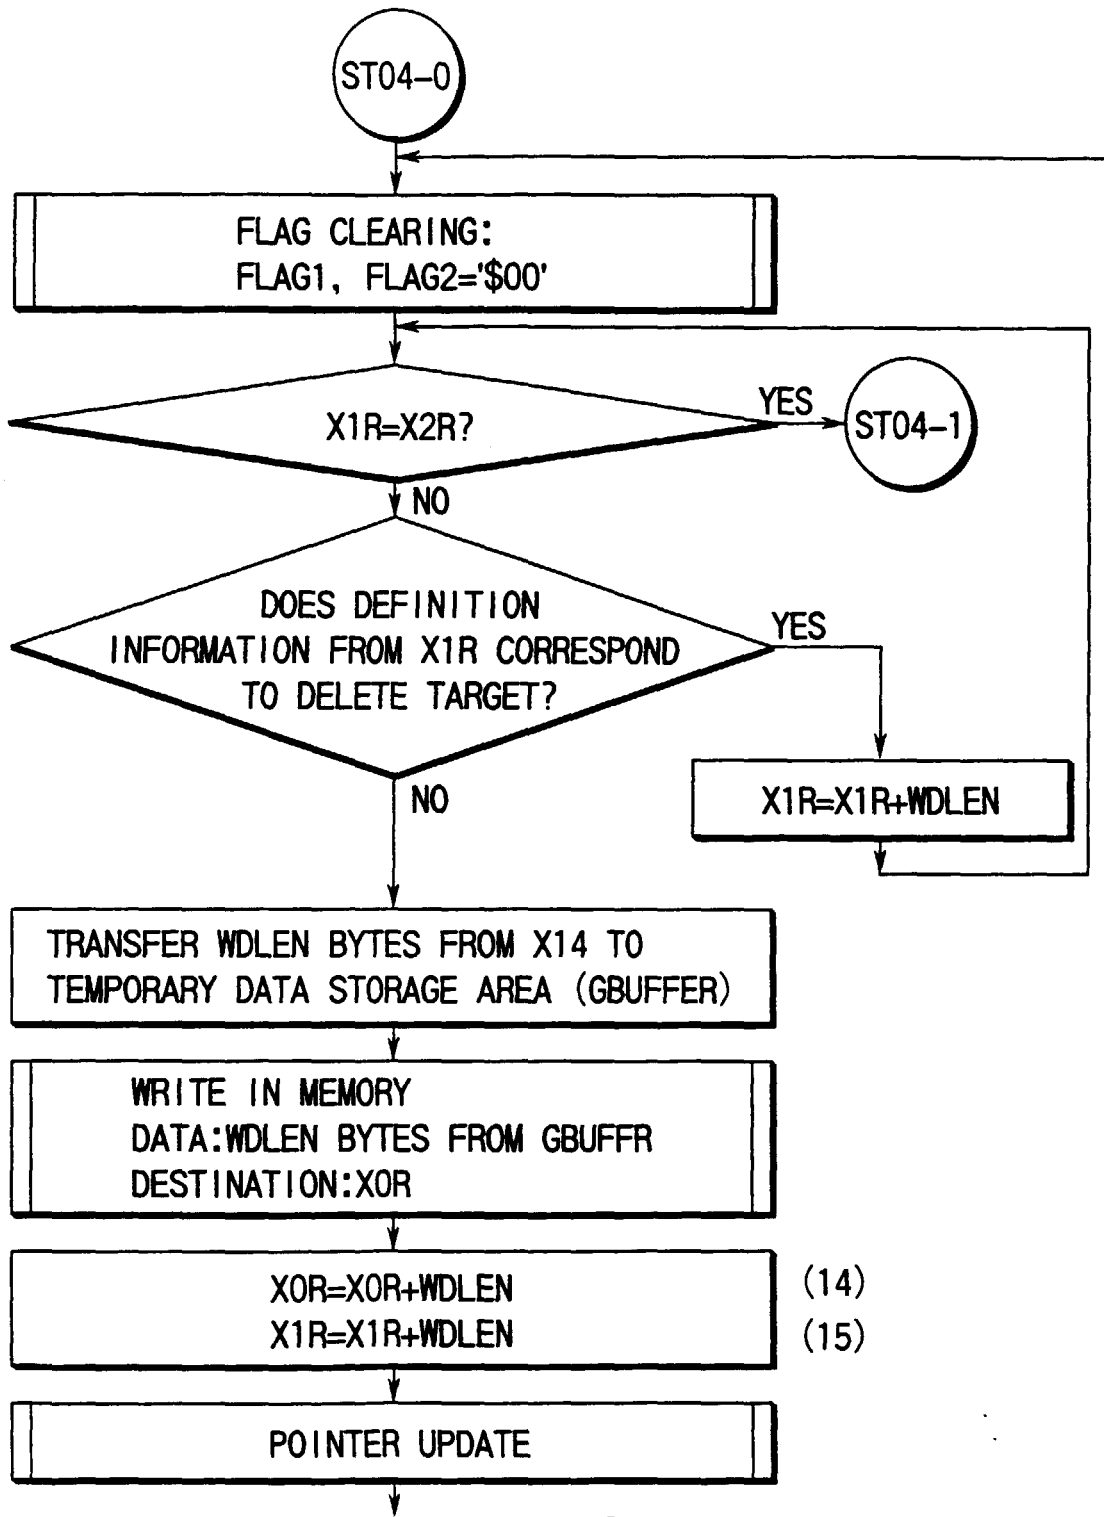 ST04-0
FLAG CLEARING:
FLAG1, FLAG2='$00'
X1R=X2R?
YES
ST04-1
NO
DOES DEFINITION
INFORMATION FROM X1R CORRESPOND
TO DELETE TARGET?
YES
X1R=X1R+WDLEN
NO
TRANSFER WDLEN BYTES FROM X14 TO
TEMPORARY DATA STORAGE AREA (GBUFFER)
WRITE IN MEMORY
DATA:WDLEN BYTES FROM GBUFFR
DESTINATION:X0R
X0R=X0R+WDLEN (14)
X1R=X1R+WDLEN (15)
POINTER UPDATE